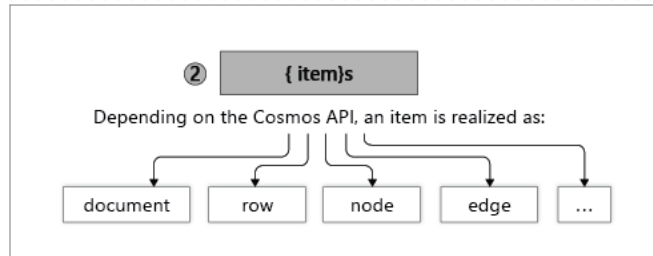 2 { item}s
Depending on the Cosmos API, an item is realized as:
document row node edge ...